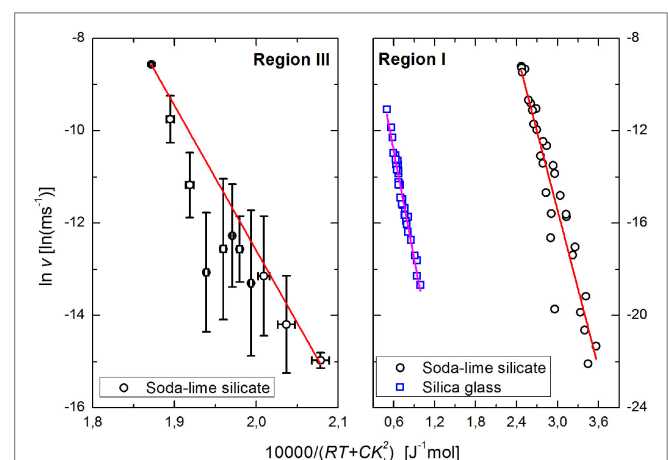 Region III
Region I
ln v [ln(ms⁻¹)]
-8
-10
-12
-14
-16
-8
-12
-16
-20
-24
Soda-lime silicate
Soda-lime silicate
Silica glass
1,8 1,9 2,0 2,1
0,6 1,2 1,8 2,4 3,0 3,6
10000/(RT+CK²ᵢ) [J⁻¹mol]